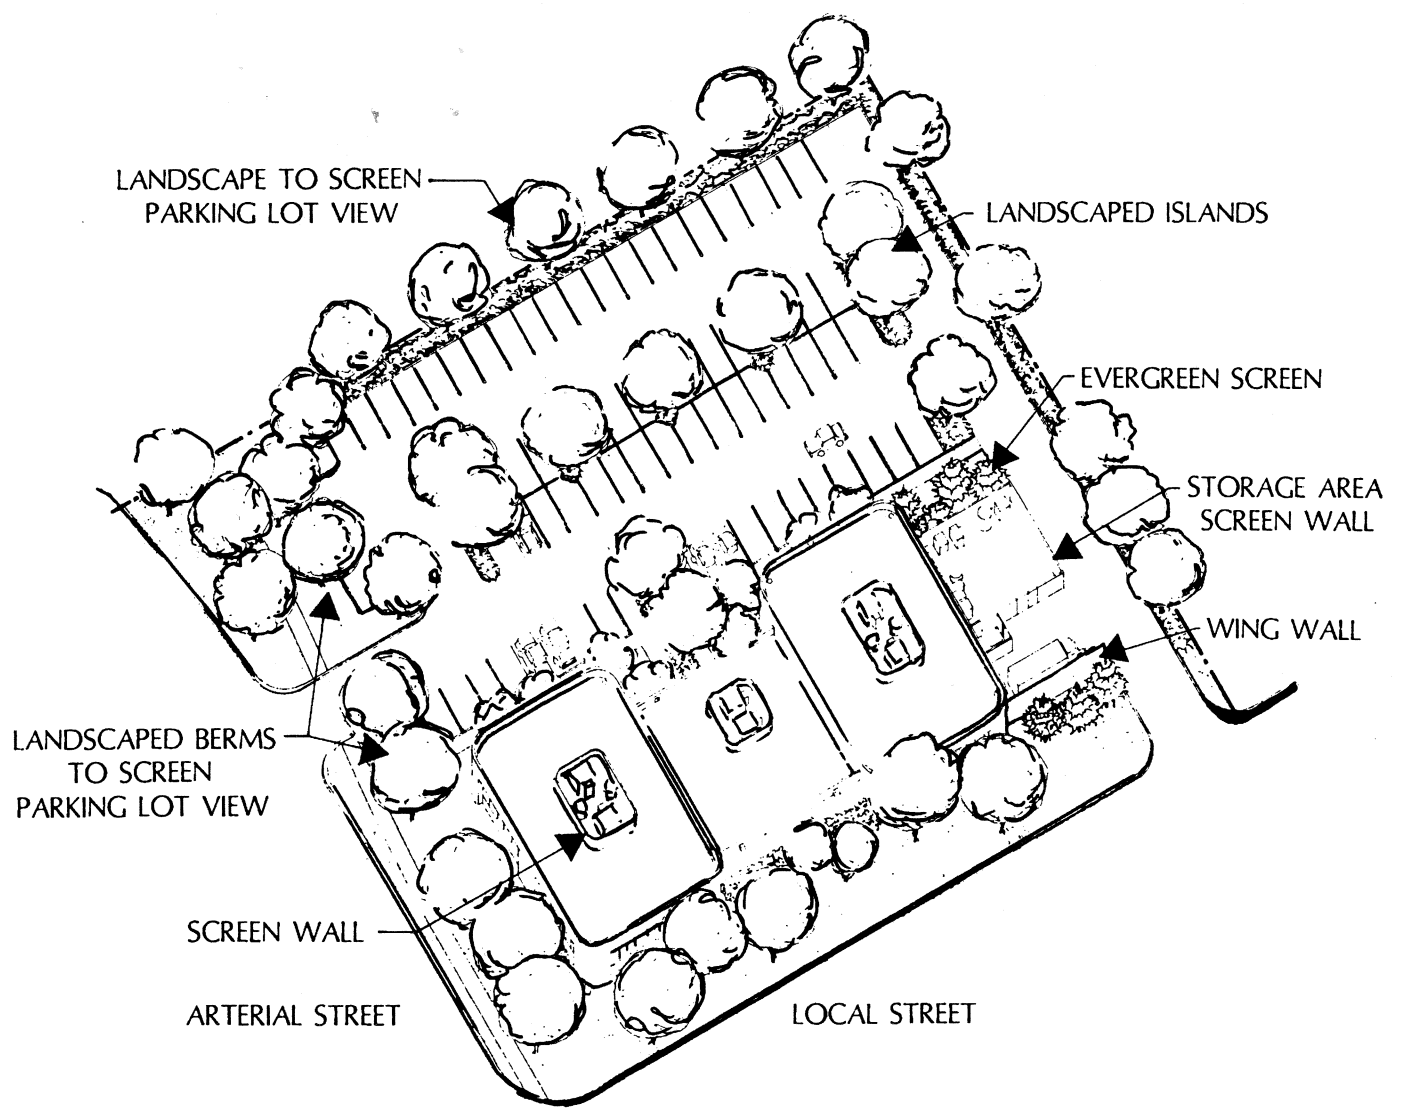 LANDSCAPE TO SCREEN
PARKING LOT VIEW
LANDSCAPED ISLANDS
EVERGREEN SCREEN
STORAGE AREA
SCREEN WALL
WING WALL
LANDSCAPED BERMS
TO SCREEN
PARKING LOT VIEW
SCREEN WALL
ARTERIAL STREET
LOCAL STREET